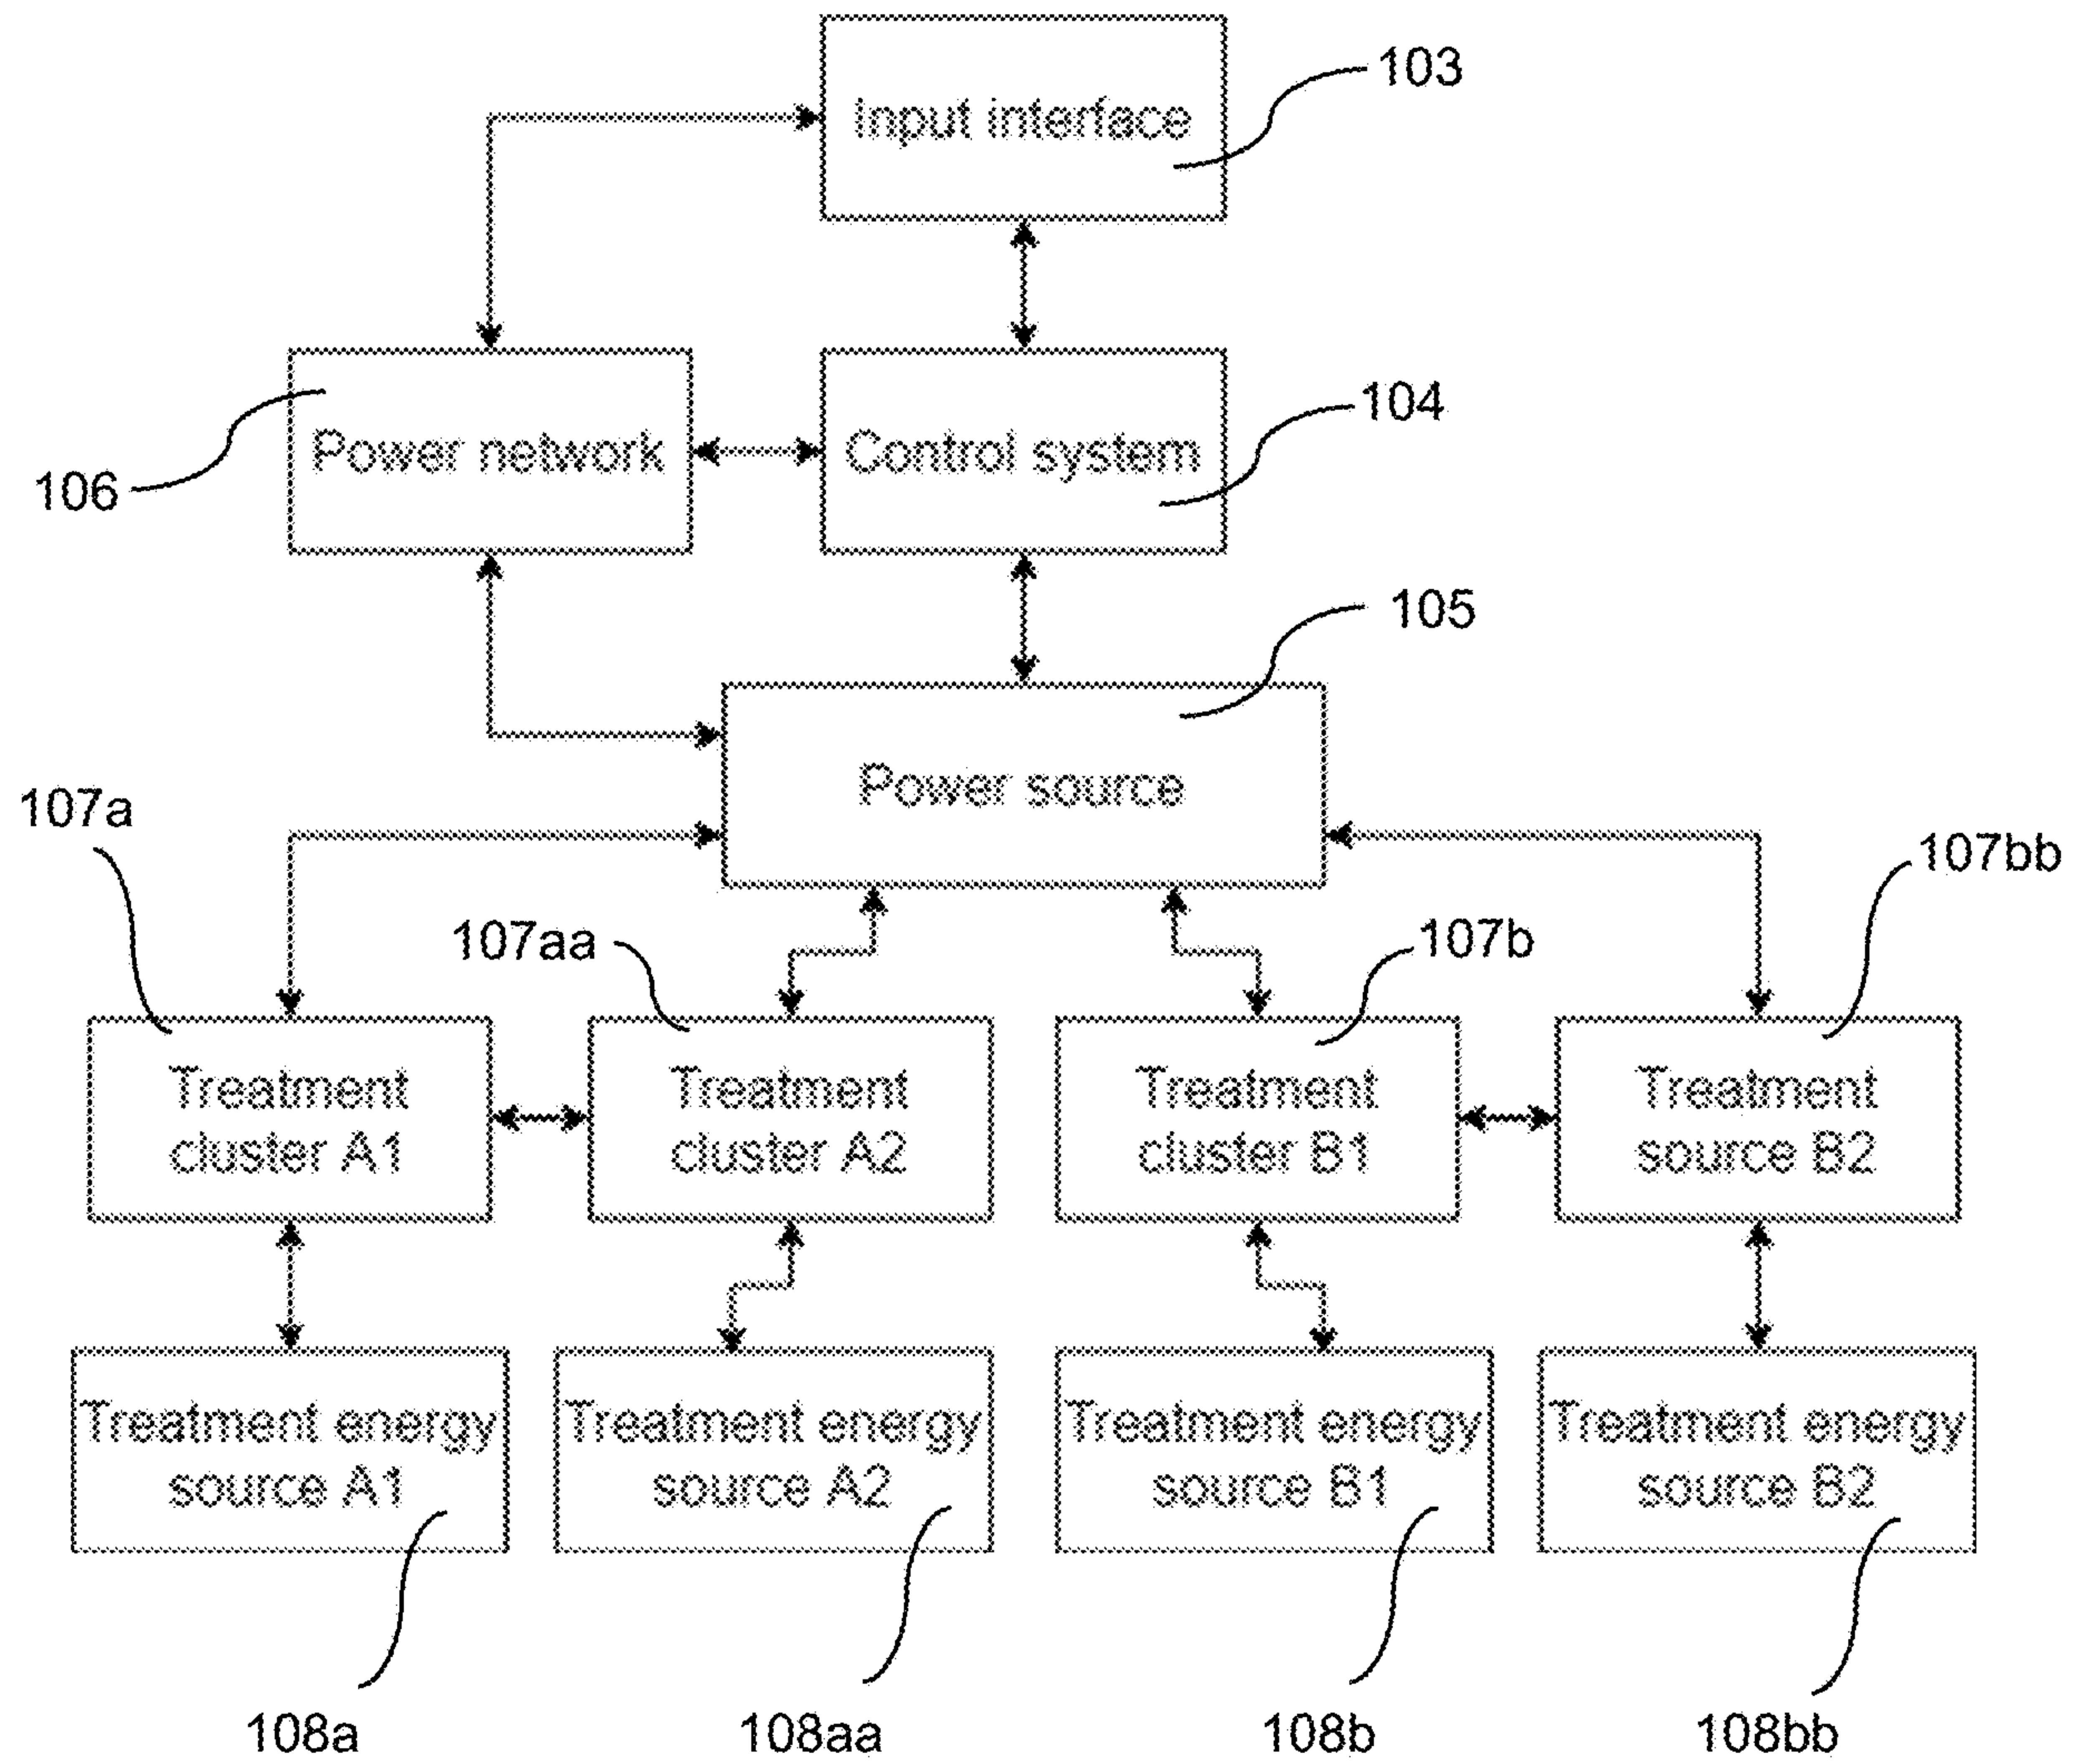 103
Input interface
104
Power network
Control system
106
105
Power source
107a
107bb
107aa
107b
Treatment
cluster A1
Treatment
cluster A2
Treatment
cluster B1
Treatment
source B2
Treatment energy
source A1
Treatment energy
source A2
Treatment energy
source B1
Treatment energy
source B2
108a
108aa
108b
108bb